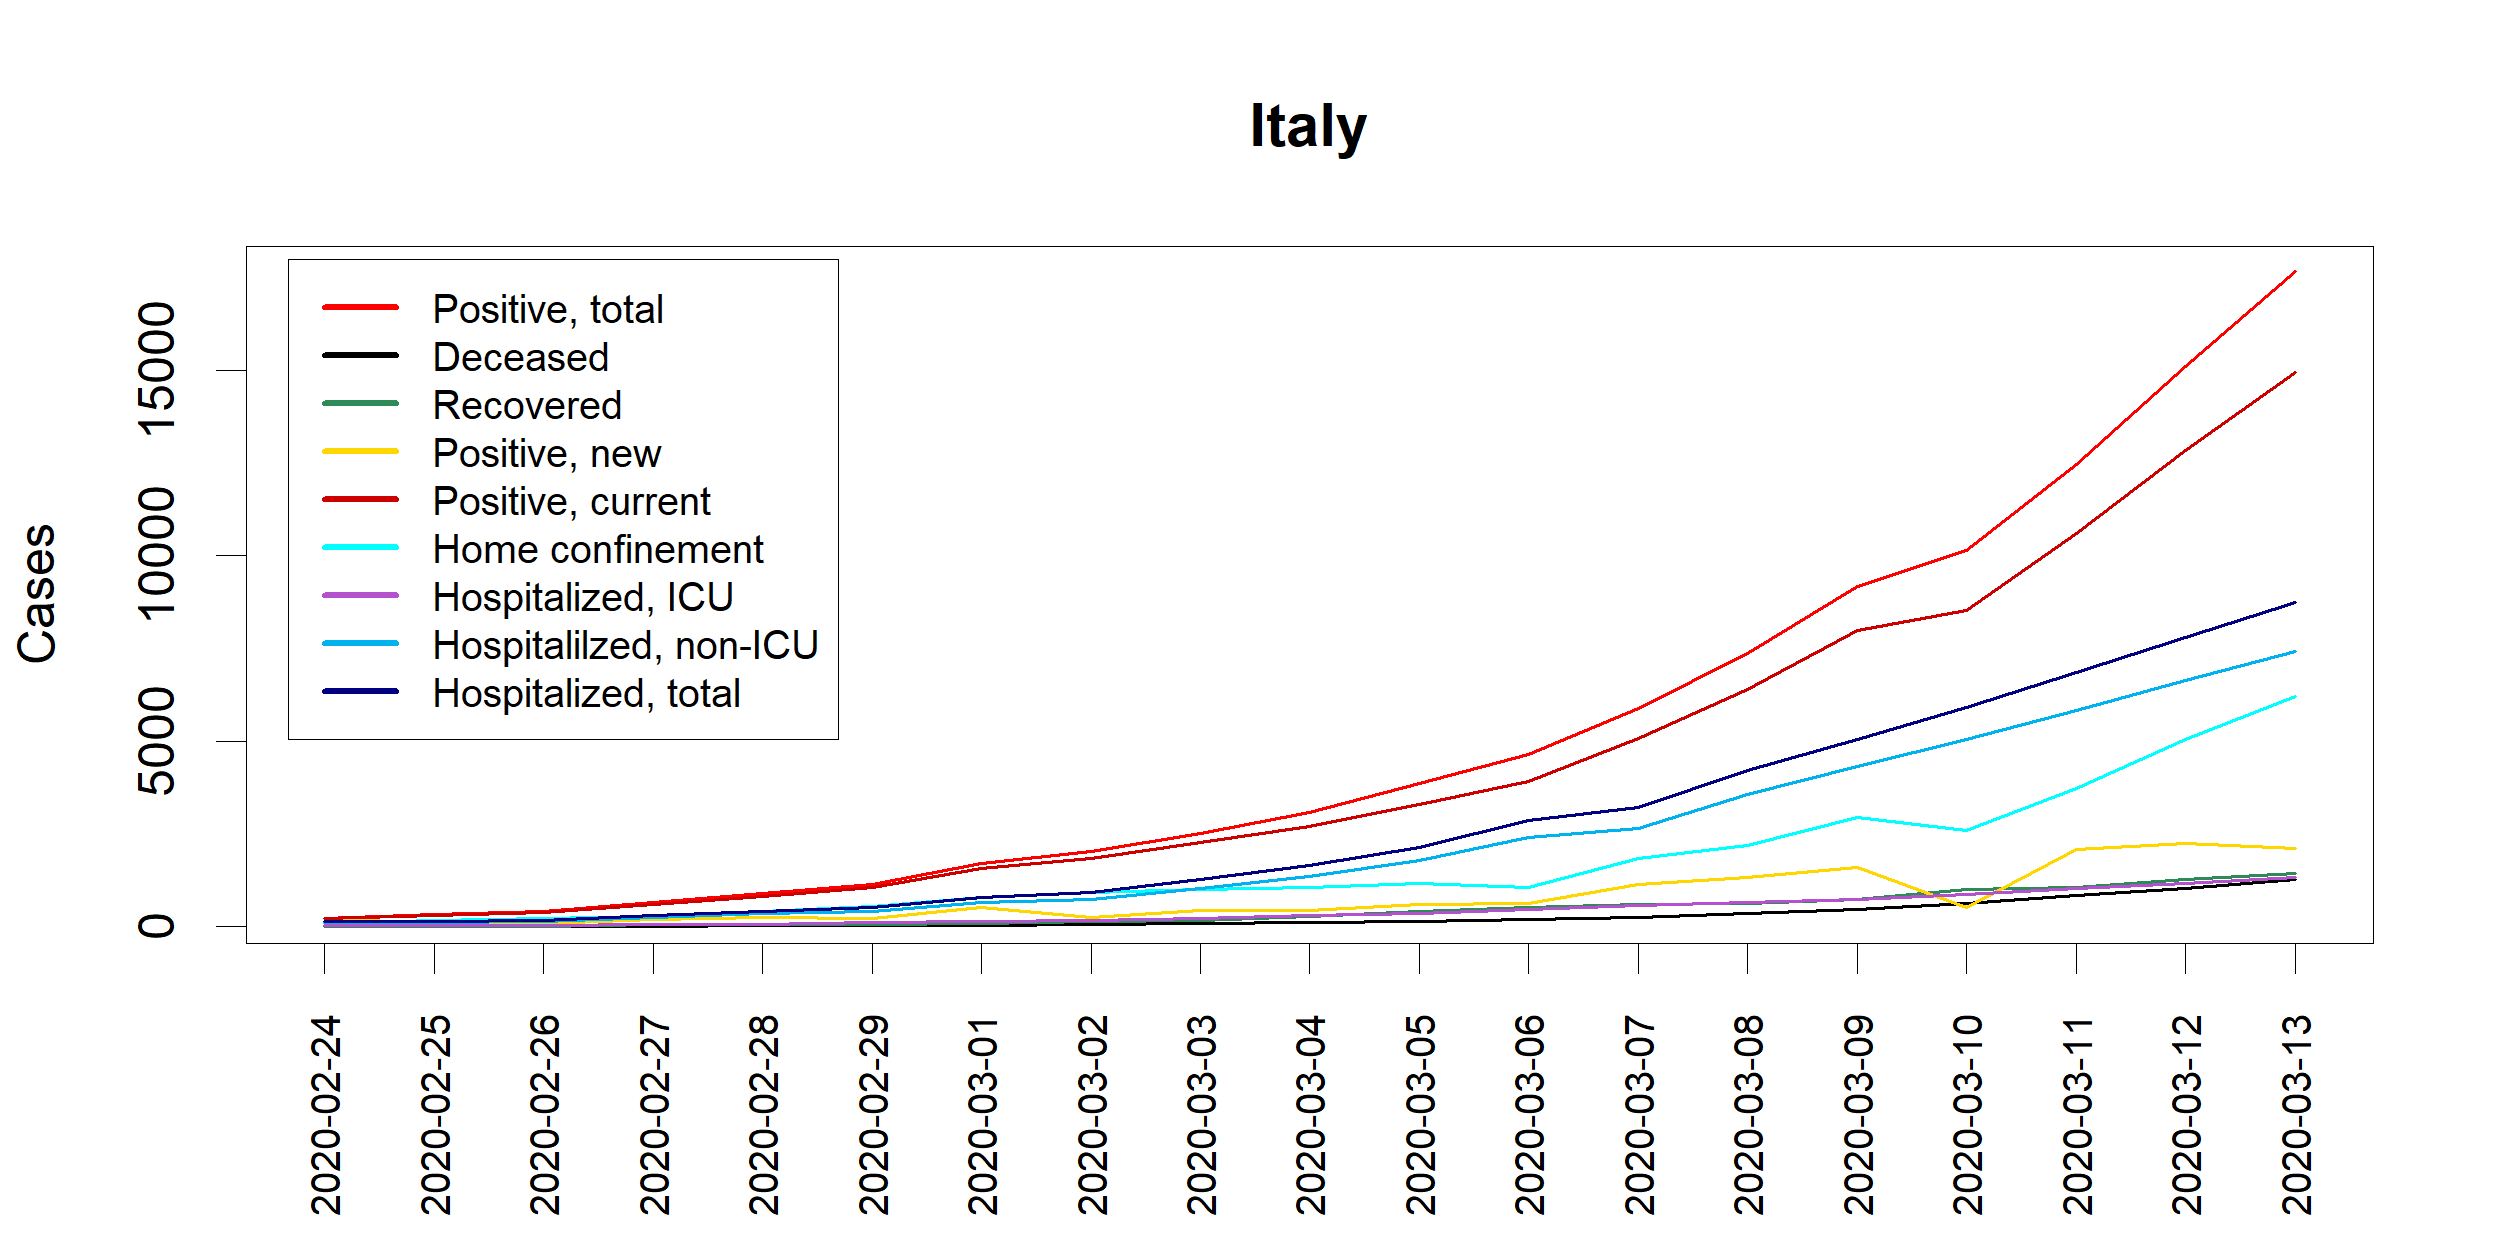 Italy
Cases
15000
10000
5000
0
Positive, total
Deceased
Recovered
Positive, new
Positive, current
Home confinement
Hospitalized, ICU
Hospitalilzed, non-ICU
Hospitalized, total
2020-02-24
2020-02-25
2020-02-26
2020-02-27
2020-02-28
2020-02-29
2020-03-01
2020-03-02
2020-03-03
2020-03-04
2020-03-05
2020-03-06
2020-03-07
2020-03-08
2020-03-09
2020-03-10
2020-03-11
2020-03-12
2020-03-13